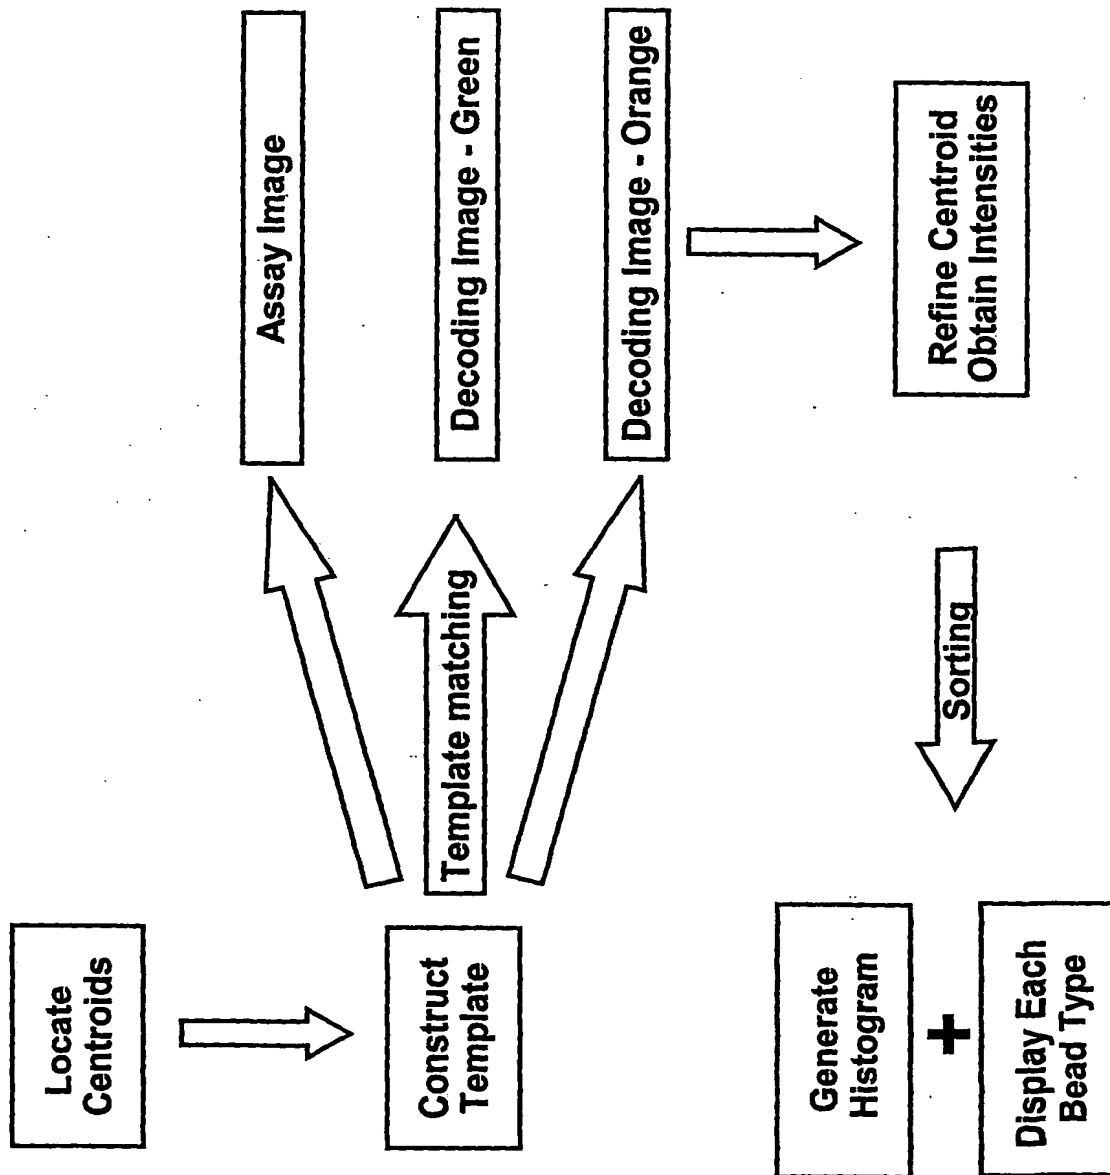 Locate
Centroids
Construct
Template
Template matching
Assay Image
Decoding Image - Green
Decoding Image - Orange
Refine Centroid
Obtain Intensities
Sorting
Generate
Histogram
+
Display Each
Bead Type